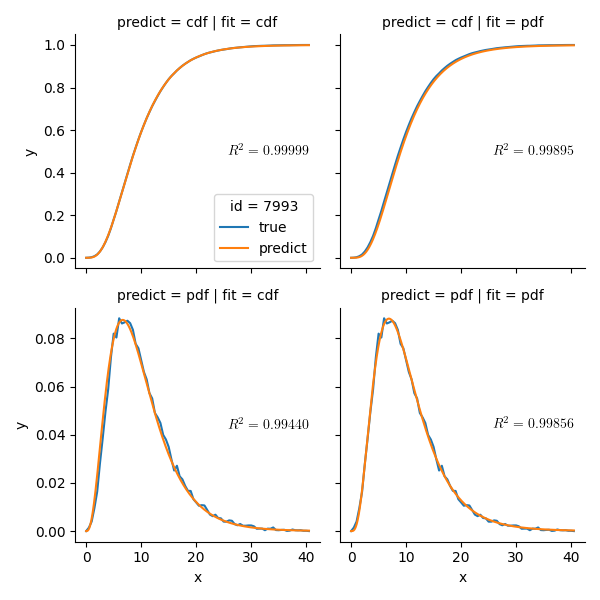 predict = cdf | fit = cdf
predict = cdf | fit = pdf
1.0
0.8
0.6
0.4
0.2
0.0
y
R² = 0.99999
R² = 0.99895
id = 7993
true
predict
predict = pdf | fit = cdf
predict = pdf | fit = pdf
0.08
0.06
0.04
0.02
0.00
y
R² = 0.99440
R² = 0.99856
0 10 20 30 40
0 10 20 30 40
x
x